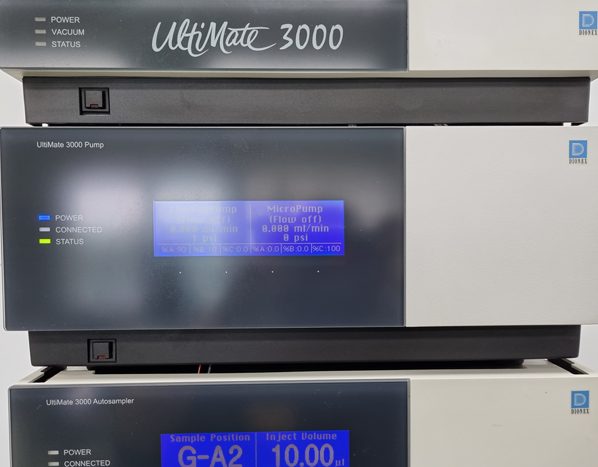 POWER
VACUUM
STATUS
UltiMate 3000
DIONEX
UltiMate 3000 Pump
DIONEX
POWER
CONNECTED
STATUS
MicroPump
(Flow off)
0.000 ml/min
0 psi
%A:0.0 %B:0.0 %C:100
UltiMate 3000 Autosampler
DIONEX
POWER
CONNECTED
Sample Position
G-A2
Inject Volume
10.00 µl